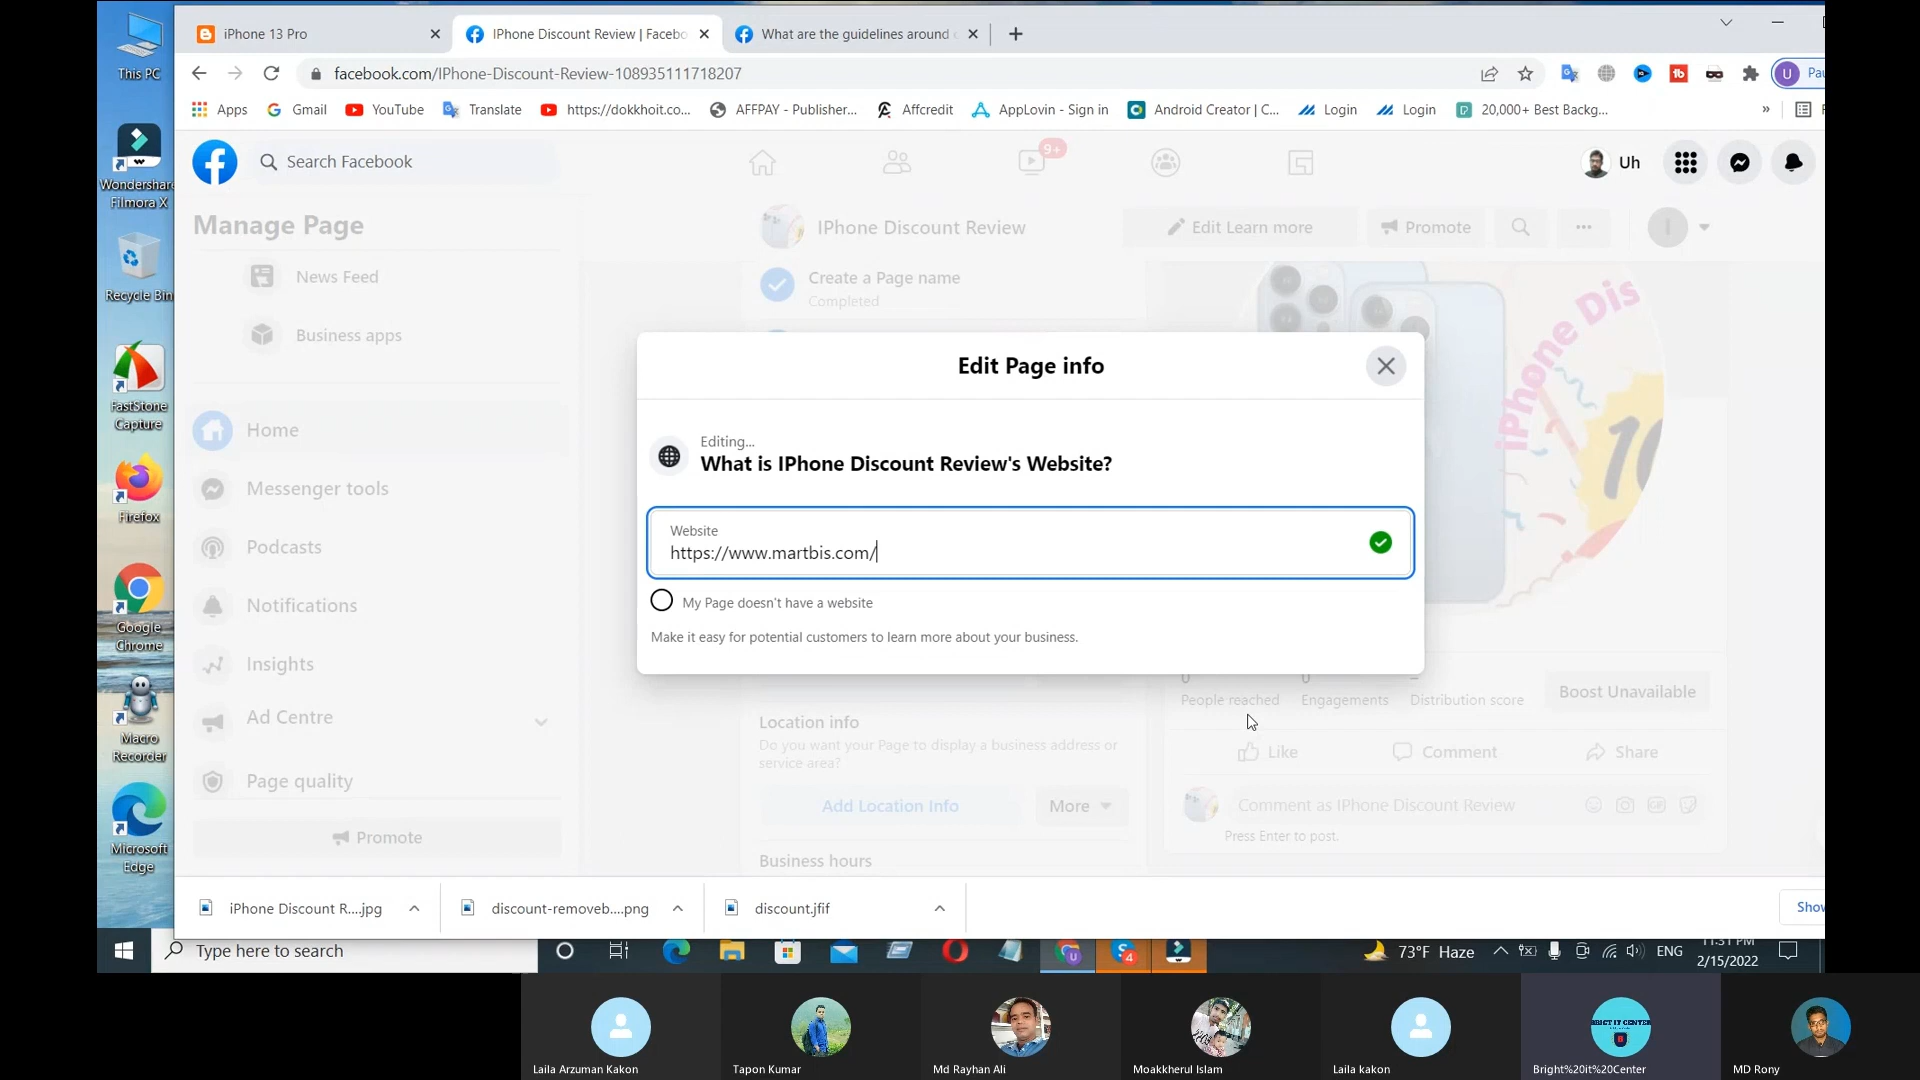 This PC
Wondershare
Filmora X
Recycle Bin
FastStone
Capture
Firefox
Google
Chrome
Macro
Recorder
Microsoft
Edge
iPhone 13 Pro
IPhone Discount Review | Facebo
What are the guidelines around
facebook.com/IPhone-Discount-Review-108935111718207
U
Apps
Gmail
YouTube
Translate
https://dokkhoit.co...
AFFPAY - Publisher...
Affcredit
AppLovin - Sign in
Android Creator | C...
Login
Login
20,000+ Best Backg...
»
Search Facebook
9+
Uh
Manage Page
News Feed
Business apps
Home
Messenger tools
Podcasts
Notifications
Insights
Ad Centre
Page quality
Promote
IPhone Discount Review
Edit Learn more
Promote
Create a Page name
Completed
iPhone Dis
Edit Page info
Editing...
What is IPhone Discount Review's Website?
Website
https://www.martbis.com/
My Page doesn't have a website
Make it easy for potential customers to learn more about your business.
People reached
Engagements
Distribution score
Boost Unavailable
Location info
Do you want your Page to display a business address or
service area?
Add Location Info
More
Business hours
Like
Comment
Share
Comment as IPhone Discount Review
Press Enter to post.
iPhone Discount R....jpg
discount-removeb....png
discount.jfif
Show
Type here to search
4
73°F Haze
ENG
11:31 PM
2/15/2022
Laila Arzuman Kakon
Tapon Kumar
Md Rayhan Ali
Moakkherul Islam
Laila kakon
Bright%20it%20Center
MD Rony